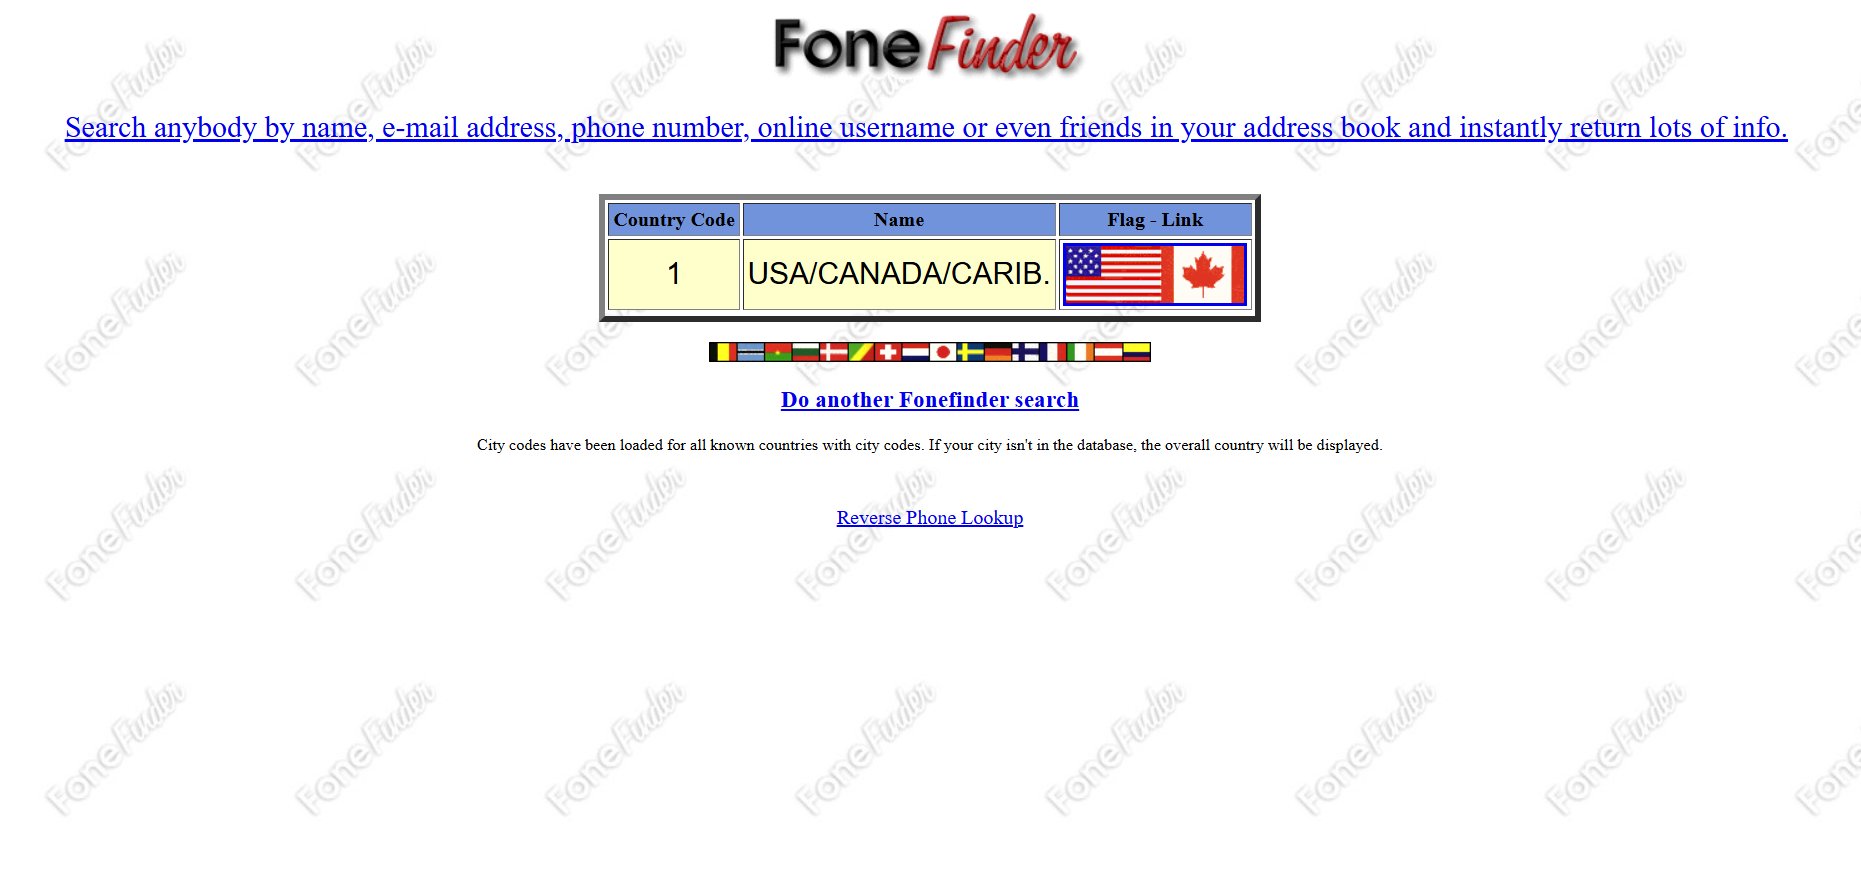 Fone Finder
Search anybody by name, e-mail address, phone number, online username or even friends in your address book and instantly return lots of info.
Country Code Name Flag - Link
1 USA/CANADA/CARIB.
Do another Fonefinder search
City codes have been loaded for all known countries with city codes. If your city isn't in the database, the overall country will be displayed.
Reverse Phone Lookup